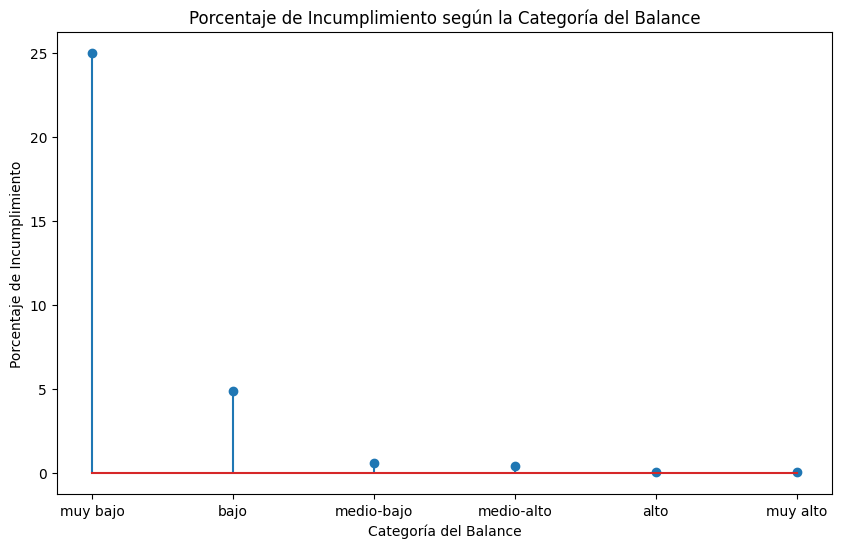 Porcentaje de Incumplimiento según la Categoría del Balance
Porcentaje de Incumplimiento
25
20
15
10
5
0
muy bajo
bajo
medio-bajo
medio-alto
alto
muy alto
Categoría del Balance